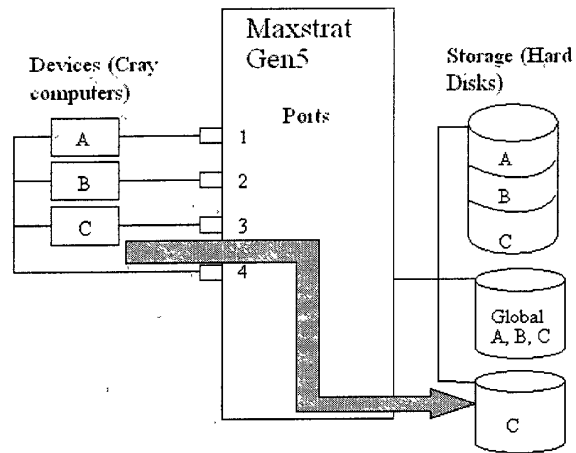 Maxstrat
Gen5
Devices (Cray
computers)
Storage (Hard
Disks)
Ports
A
1
B
2
C
3
4
A
B
C
Global
A, B, C
C